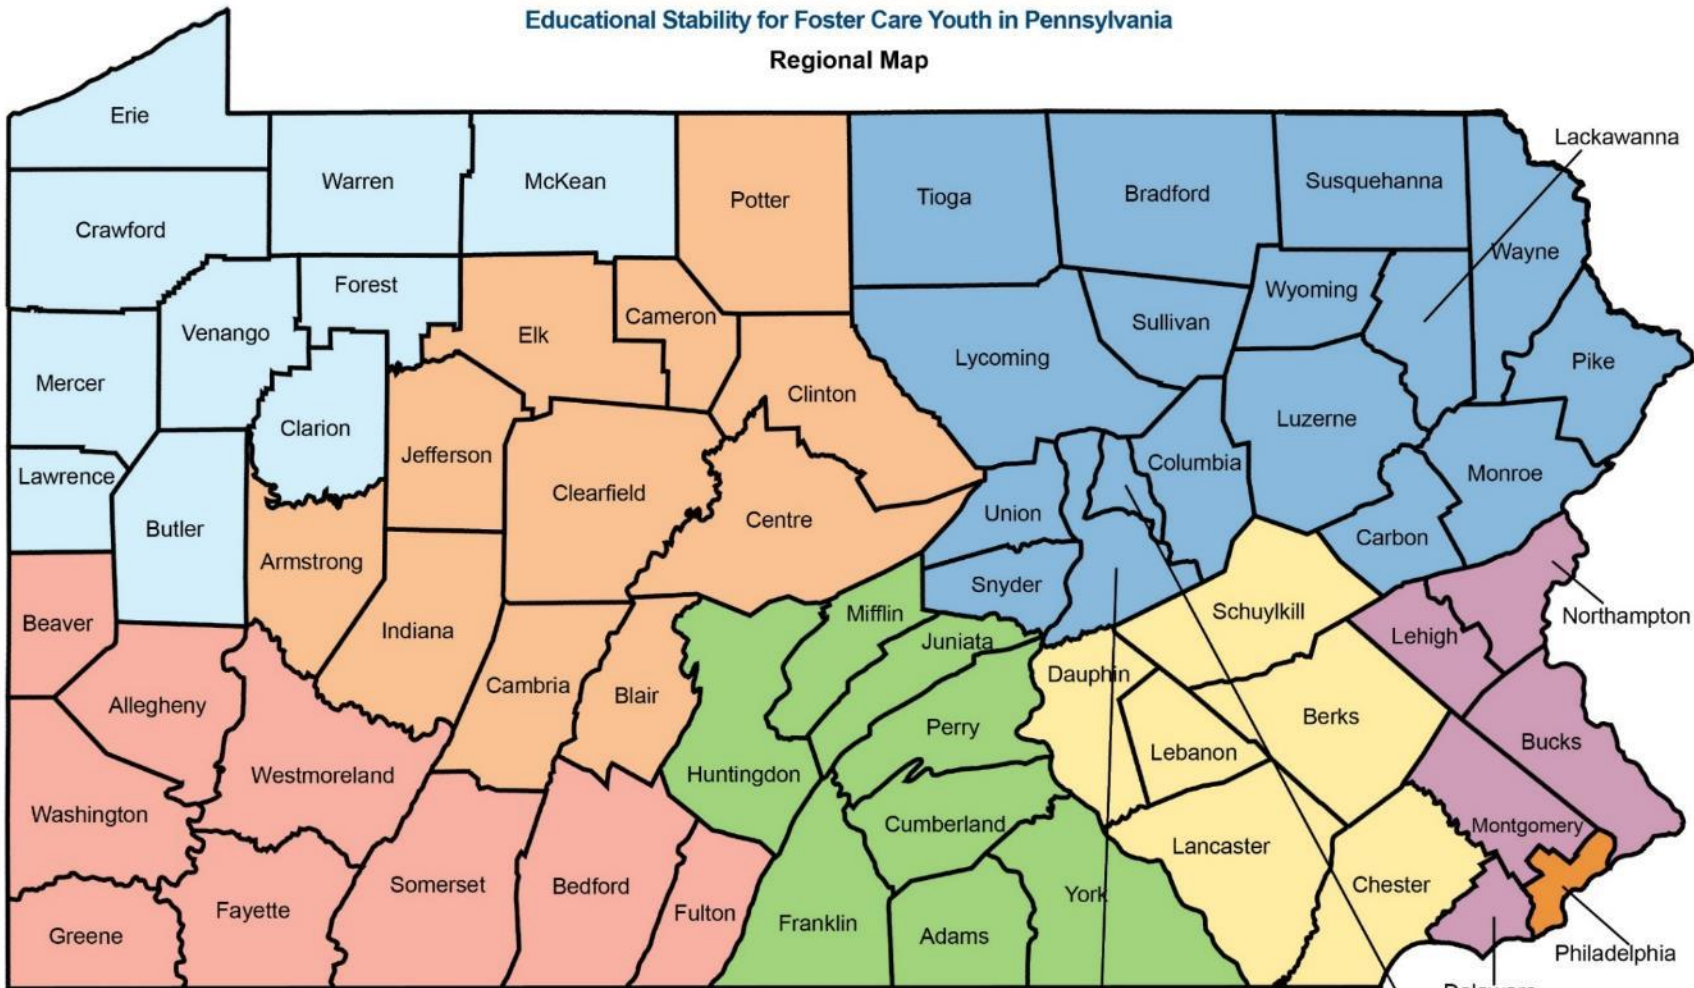 Educational Stability for Foster Care Youth in Pennsylvania
Regional Map
Erie
Lackawanna
Warren
McKean
Potter
Tioga
Bradford
Susquehanna
Crawford
Wayne
Forest
Wyoming
Venango
Elk
Cameron
Sullivan
Mercer
Lycoming
Pike
Clinton
Clarion
Luzerne
Jefferson
Columbia
Lawrence
Clearfield
Monroe
Butler
Centre
Union
Armstrong
Carbon
Snyder
Beaver
Indiana
Mifflin
Schuylkill
Northampton
Juniata
Lehigh
Allegheny
Cambria
Blair
Dauphin
Perry
Berks
Westmoreland
Huntingdon
Lebanon
Bucks
Washington
Cumberland
Montgomery
Lancaster
Somerset
Bedford
York
Chester
Greene
Fayette
Fulton
Franklin
Adams
Philadelphia